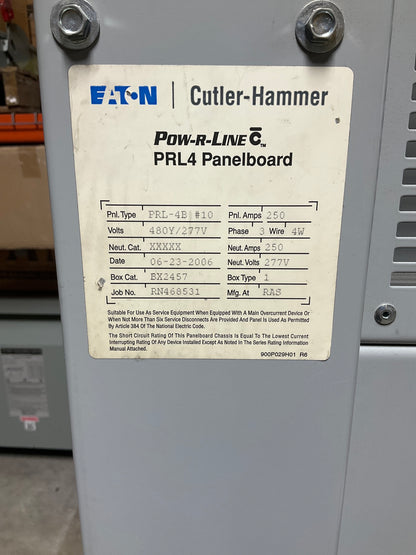 EATON | Cutler-Hammer
POW-R-LINE C™
PRL4 Panelboard
Pnl. Type PRL-4B #10 Pnl. Amps 250
Volts 480Y/277V Phase 3 Wire 4W
Neut. Cat. XXXXX Neut. Amps 250
Date 06-23-2006 Neut. Volts 277V
Box Cat. BX2457 Box Type 1
Job No. RN468531 Mfg. At RAS
Suitable For Use As Service Equipment When Equipped With A Main Overcurrent Device Or
When Not More Than Six Service Disconnects Are Provided And Panel Is Used As Permitted
By Article 384 Of The National Electric Code.
The Short Circuit Rating Of This Panelboard Chassis Is Equal To The Lowest Current
Interrupting Rating Of Any Device Installed Except As Noted In The Series Rating Information
Manual Attached.
900P029H01 R6